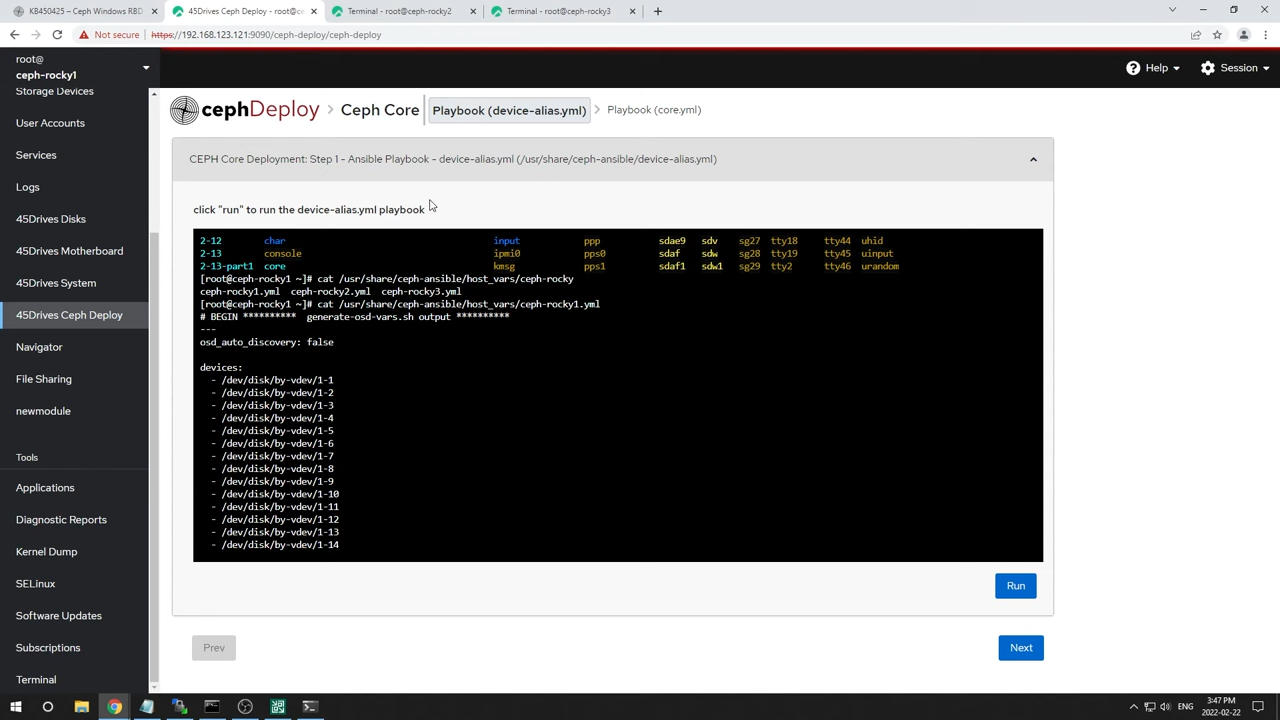 KB450425 – Ceph Windows RBD
45Drives Ceph Deploy - root@ce
Terminal - root@ceph-rocky2
Terminal - root@ceph-rocky3
Not secure
https://192.168.123.121:9090/ceph-deploy/ceph-deploy
root@
ceph-rocky1
Help
Session
Storage Devices
User Accounts
Services
Logs
45Drives Disks
45Drives Motherboard
45Drives System
45Drives Ceph Deploy
Navigator
File Sharing
newmodule
Tools
Applications
Diagnostic Reports
Kernel Dump
SELinux
Software Updates
Subscriptions
Terminal
cephDeploy
Ceph Core
Playbook (device-alias.yml)
Playbook (core.yml)
CEPH Core Deployment: Step 1 - Ansible Playbook - device-alias.yml (/usr/share/ceph-ansible/device-alias.yml)
click "run" to run the device-alias.yml playbook
2-12 char input ppp sdae9 sdv sg27 tty18 tty44 uhid
2-13 console ipmi0 pps0 sdaf sdw sg28 tty19 tty45 uinput
2-13-part1 core kmsg pps1 sdaf1 sdw1 sg29 tty2 tty46 urandom
[root@ceph-rocky1 ~]# cat /usr/share/ceph-ansible/host_vars/ceph-rocky
ceph-rocky1.yml ceph-rocky2.yml ceph-rocky3.yml
[root@ceph-rocky1 ~]# cat /usr/share/ceph-ansible/host_vars/ceph-rocky1.yml
# BEGIN ********** generate-osd-vars.sh output **********
---
osd_auto_discovery: false
devices:
- /dev/disk/by-vdev/1-1
- /dev/disk/by-vdev/1-2
- /dev/disk/by-vdev/1-3
- /dev/disk/by-vdev/1-4
- /dev/disk/by-vdev/1-5
- /dev/disk/by-vdev/1-6
- /dev/disk/by-vdev/1-7
- /dev/disk/by-vdev/1-8
- /dev/disk/by-vdev/1-9
- /dev/disk/by-vdev/1-10
- /dev/disk/by-vdev/1-11
- /dev/disk/by-vdev/1-12
- /dev/disk/by-vdev/1-13
- /dev/disk/by-vdev/1-14
Run
Prev
Next
ENG
3:47 PM
2022-02-22